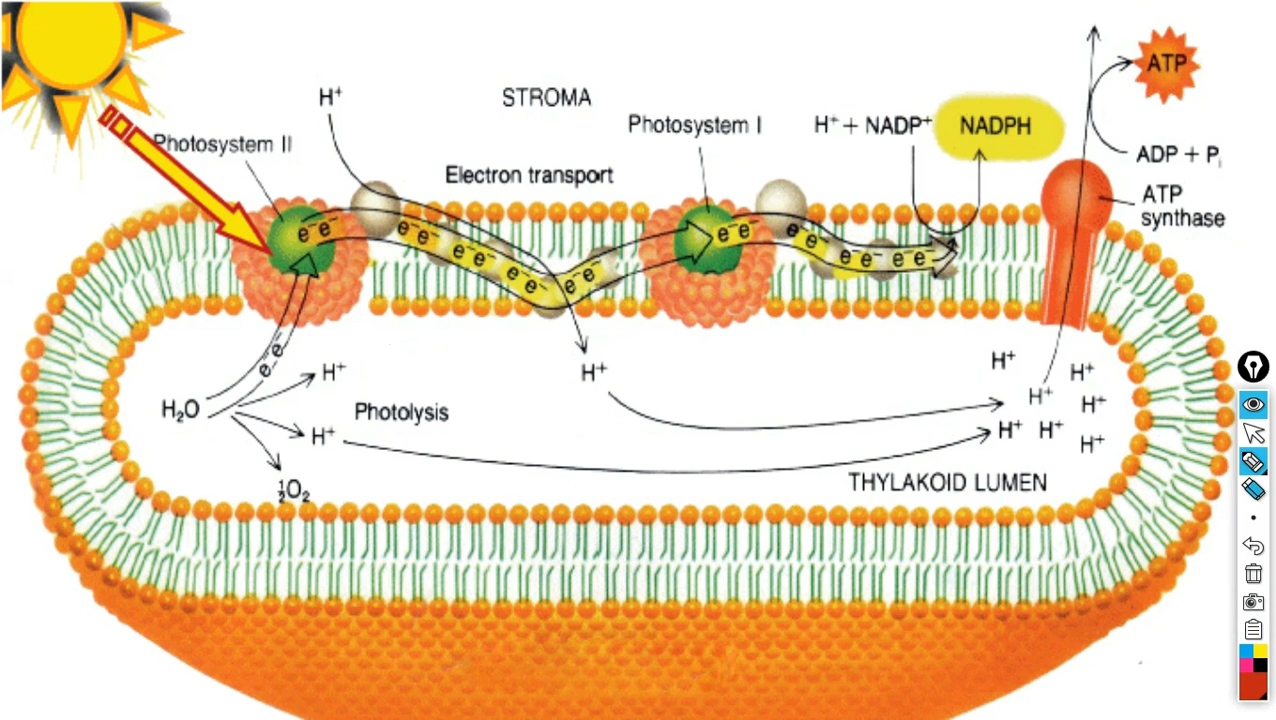 Photosystem II
H⁺
STROMA
Electron transport
Photosystem I
H⁺ + NADP⁺
NADPH
ATP
ADP + Pᵢ
ATP
synthase
e⁻ e⁻
e⁻ e⁻
e⁻ e⁻
e⁻ e⁻
e⁻ e⁻
e⁻ e⁻
e⁻ e⁻
e⁻ e⁻
e⁻ e⁻
e⁻ e⁻
H₂O
H⁺
H⁺
½O₂
Photolysis
H⁺
H⁺
H⁺
H⁺
H⁺
H⁺
H⁺
H⁺
THYLAKOID LUMEN